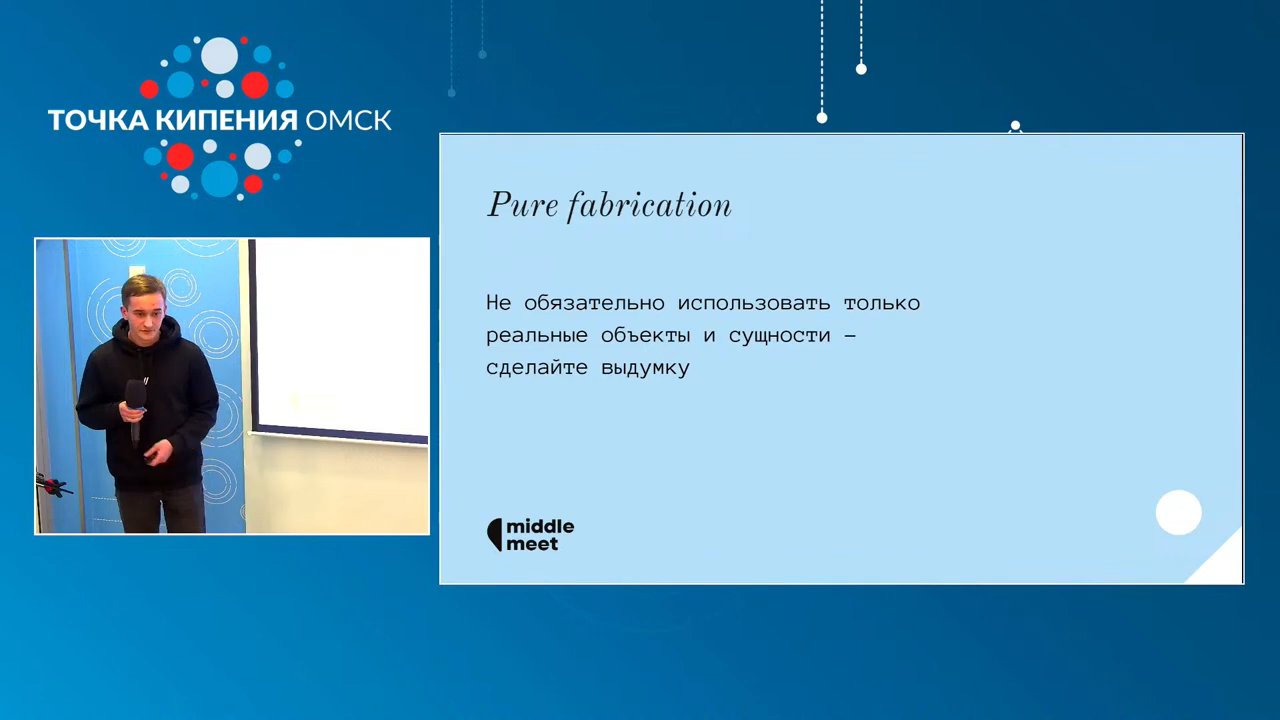 ТОЧКА КИПЕНИЯ ОМСК
Pure fabrication
Не обязательно использовать только
реальные объекты и сущности –
сделайте выдумку
middle
meet